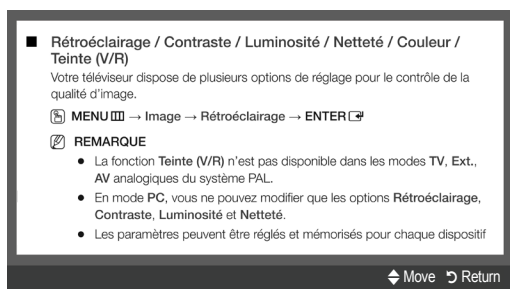 ■ Rétroéclairage / Contraste / Luminosité / Netteté / Couleur /
Teinte (V/R)
Votre téléviseur dispose de plusieurs options de réglage pour le contrôle de la
qualité d'image.
MENU → Image → Rétroéclairage → ENTER
REMARQUE
● La fonction Teinte (V/R) n'est pas disponible dans les modes TV, Ext.,
AV analogiques du système PAL.
● En mode PC, vous ne pouvez modifier que les options Rétroéclairage,
Contraste, Luminosité et Netteté.
● Les paramètres peuvent être réglés et mémorisés pour chaque dispositif
Move Return